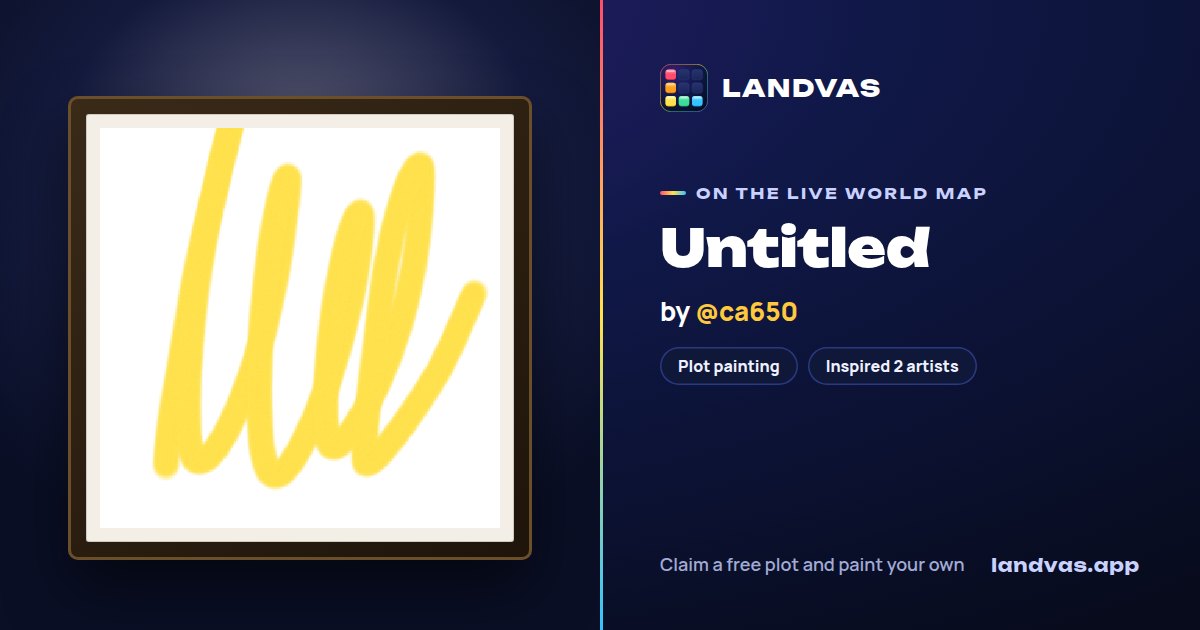 LANDVAS
ON THE LIVE WORLD MAP
Untitled
by @ca650
Plot painting
Inspired 2 artists
Claim a free plot and paint your own
landvas.app